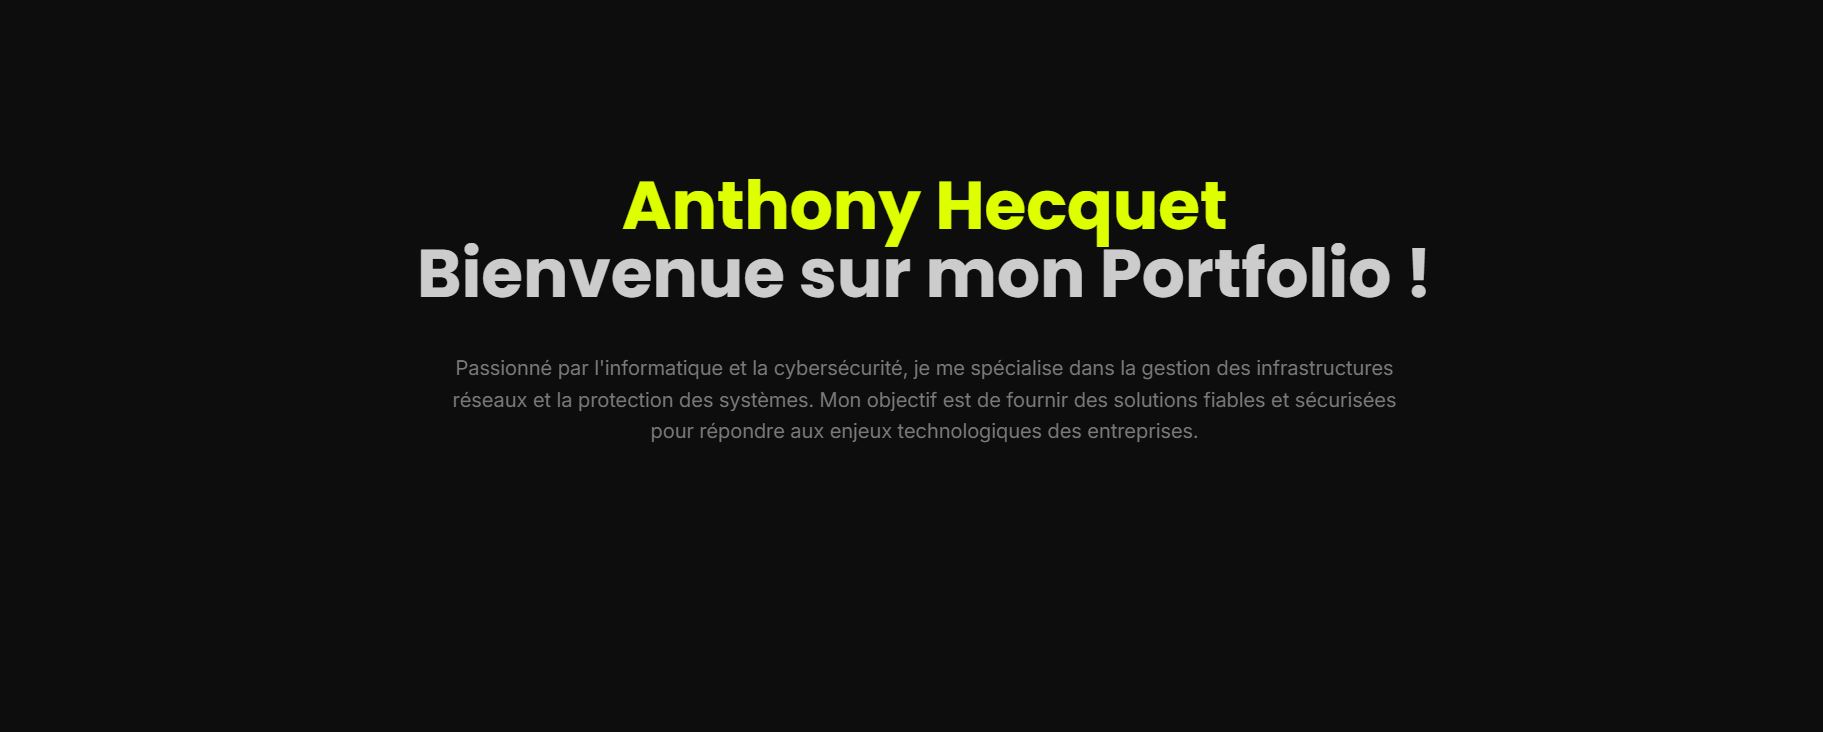 Anthony Hecquet
Bienvenue sur mon Portfolio !
Passionné par l'informatique et la cybersécurité, je me spécialise dans la gestion des infrastructures
réseaux et la protection des systèmes. Mon objectif est de fournir des solutions fiables et sécurisées
pour répondre aux enjeux technologiques des entreprises.